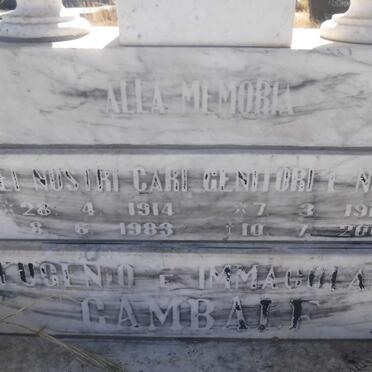 ALLA MEMORIA
NOSTRI CARI GENITORI E
*28 4 1914 *7 3
8 6 1983 †10 7
EUGENIO E IMMACOLA
GAMBALE